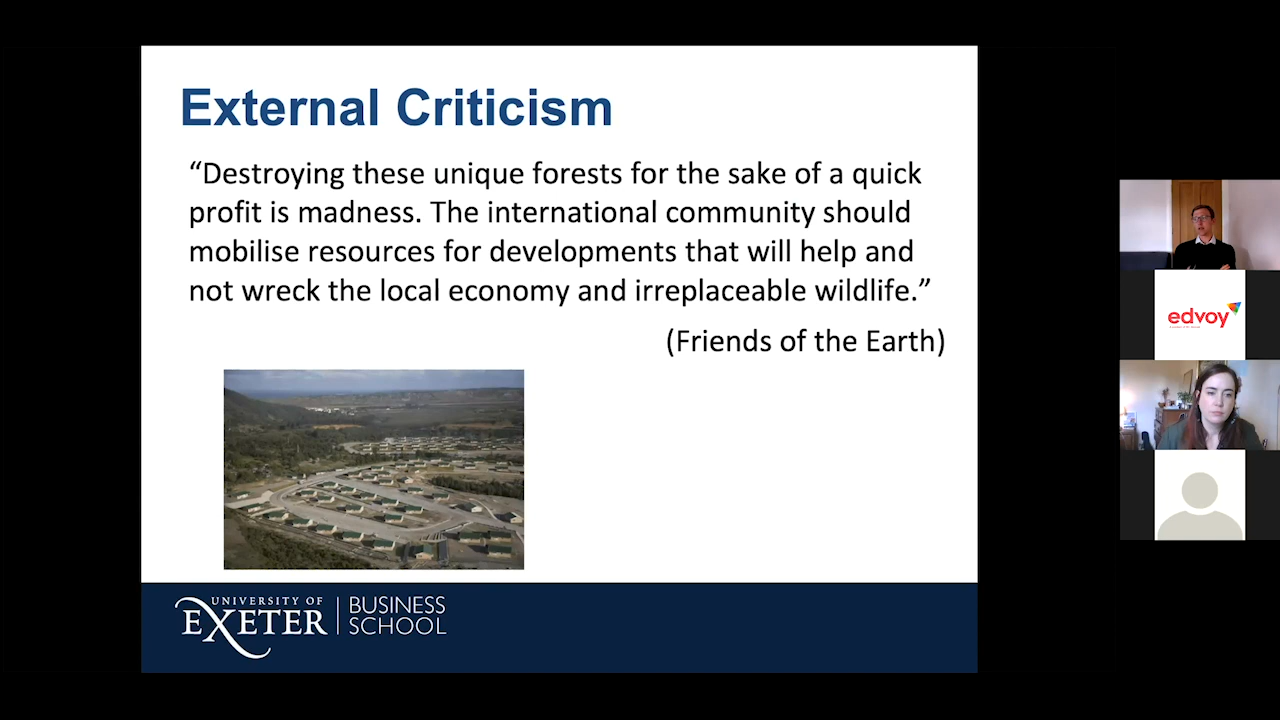 External Criticism
“Destroying these unique forests for the sake of a quick
profit is madness. The international community should
mobilise resources for developments that will help and
not wreck the local economy and irreplaceable wildlife.”
(Friends of the Earth)
UNIVERSITY OF
EXETER
BUSINESS
SCHOOL
edvoy